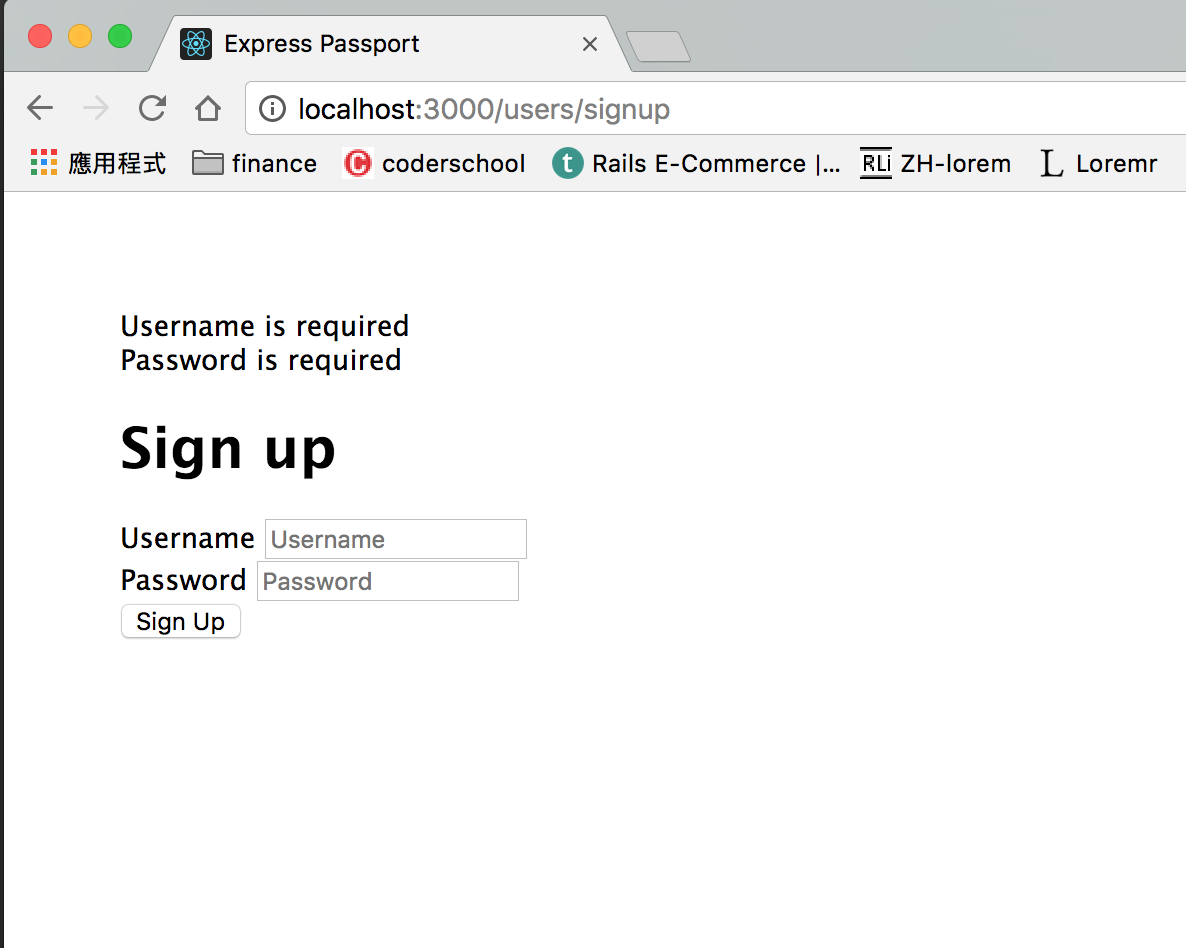 Express Passport
localhost:3000/users/signup
應用程式 finance coderschool t Rails E-Commerce |... RLi ZH-lorem L Loremr
Username is required
Password is required
Sign up
Username Username
Password Password
Sign Up